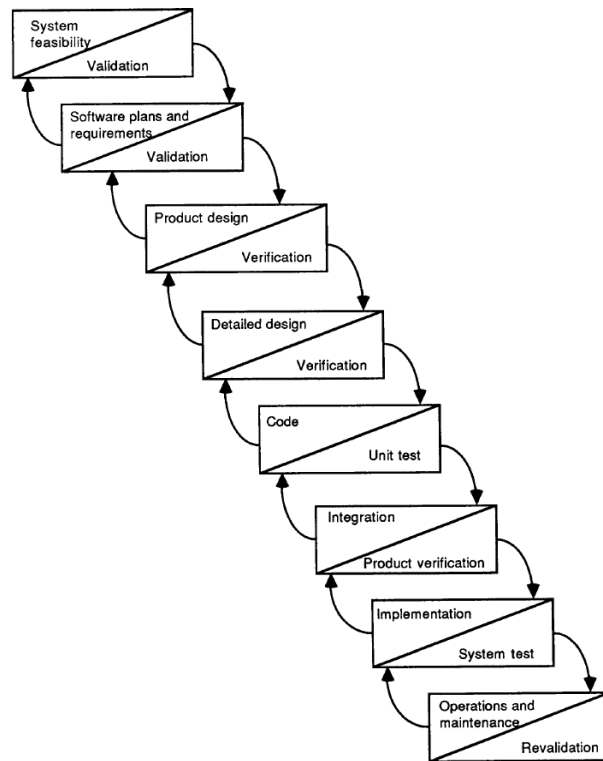 System
feasibility
Validation
Software plans and
requirements
Validation
Product design
Verification
Detailed design
Verification
Code
Unit test
Integration
Product verification
Implementation
System test
Operations and
maintenance
Revalidation